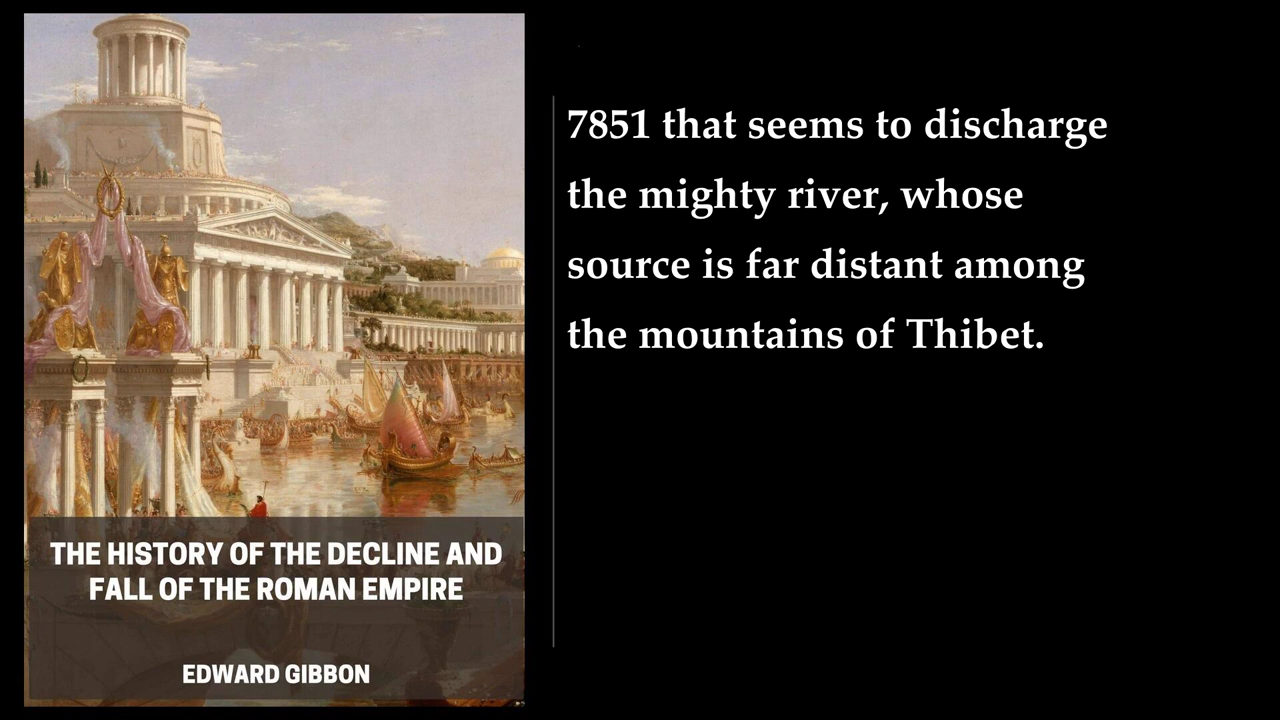 7851 that seems to discharge
the mighty river, whose
source is far distant among
the mountains of Thibet.
THE HISTORY OF THE DECLINE AND
FALL OF THE ROMAN EMPIRE
EDWARD GIBBON